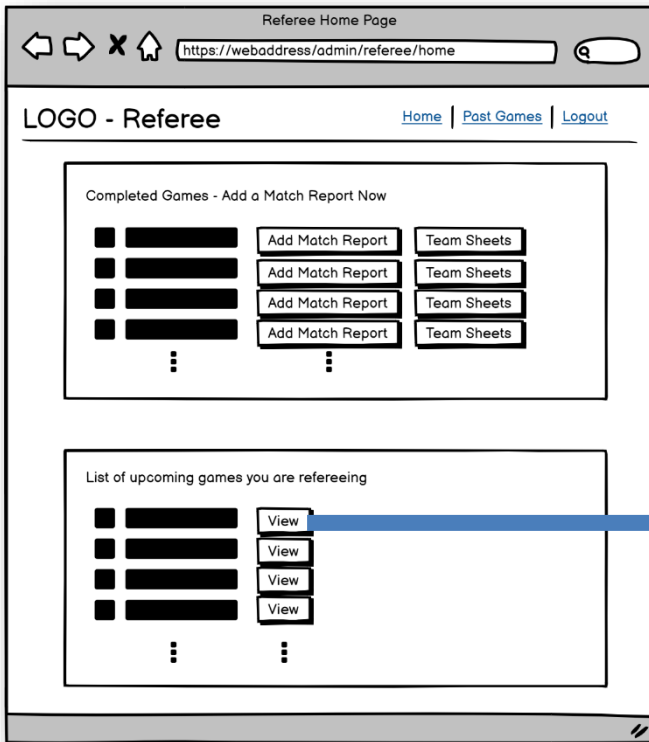 Referee Home Page
https://webaddress/admin/referee/home
LOGO - Referee
Home | Past Games | Logout
Completed Games - Add a Match Report Now
Add Match Report Team Sheets
Add Match Report Team Sheets
Add Match Report Team Sheets
Add Match Report Team Sheets
List of upcoming games you are refereeing
View
View
View
View